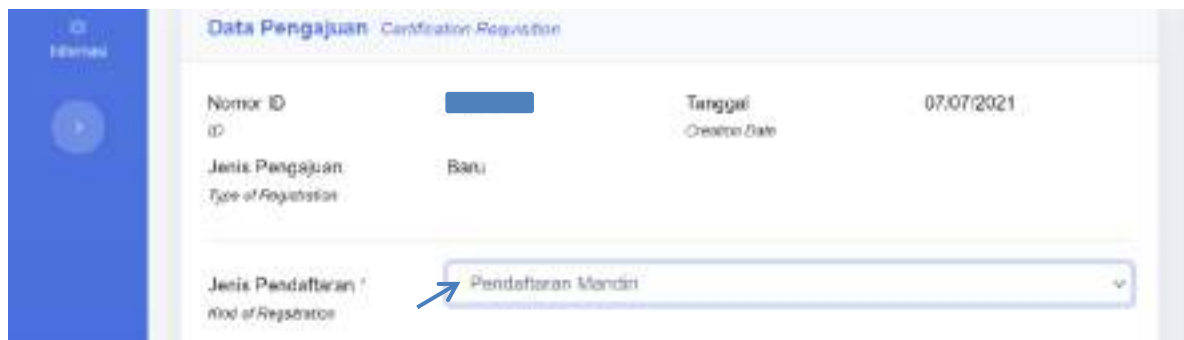 Informasi
Data Pengajuan Certification Requisition
Nomor ID
ID
Tanggal 07/07/2021
Creation Date
Jenis Pengajuan Baru
Type of Registration
Jenis Pendaftaran * Pendaftaran Mandiri
Kind of Registration